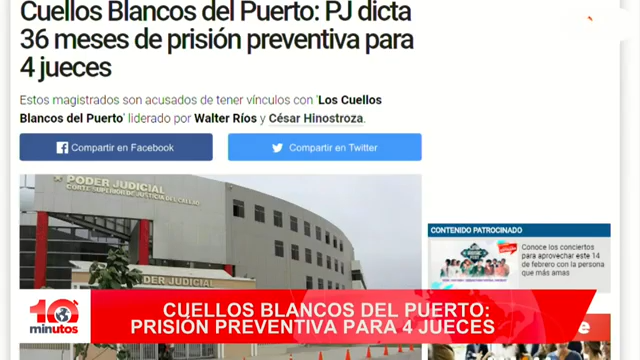 Cuellos Blancos del Puerto: PJ dicta
36 meses de prisión preventiva para
4 jueces
Estos magistrados son acusados de tener vínculos con 'Los Cuellos
Blancos del Puerto' liderado por Walter Ríos y César Hinostroza.
Compartir en Facebook
Compartir en Twitter
PODER JUDICIAL
CORTE SUPERIOR DE JUSTICIA DEL CALLAO
PODER JUDICIAL
CONTENIDO PATROCINADO
Conoce los conciertos
para aprovechar este 14
de febrero con la persona
que más amas
10
minutos
CUELLOS BLANCOS DEL PUERTO:
PRISIÓN PREVENTIVA PARA 4 JUECES